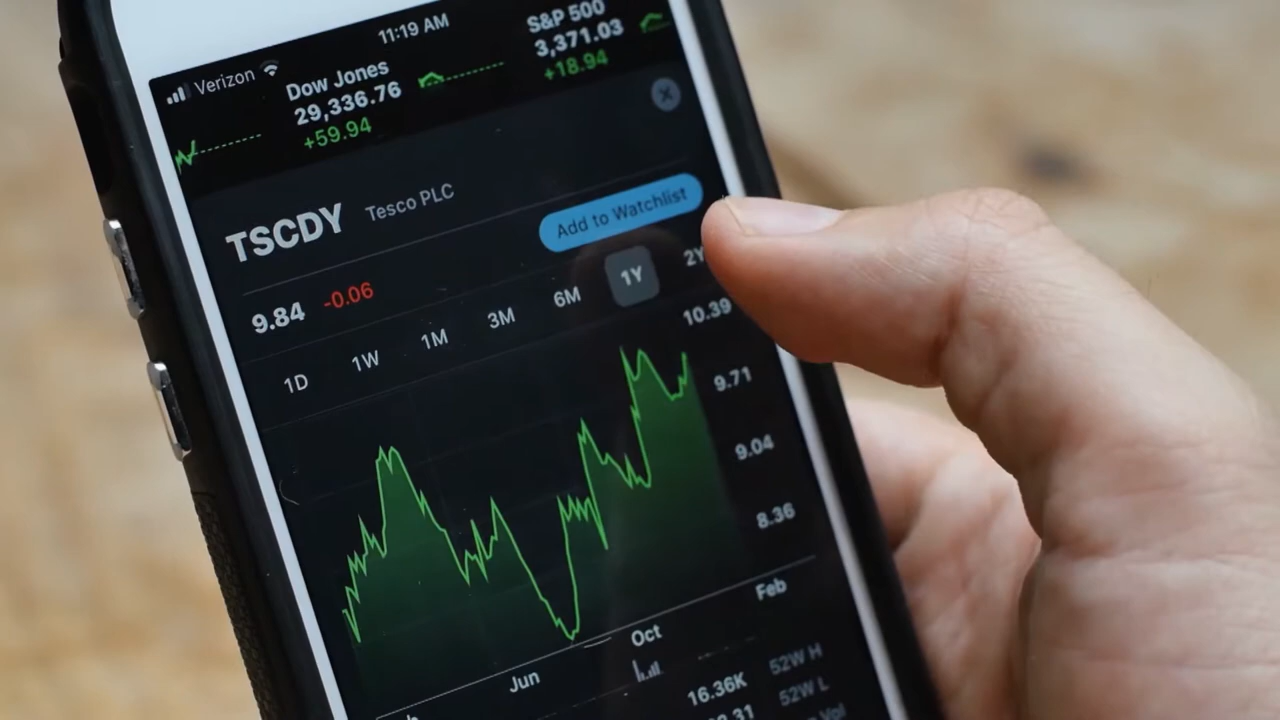 11:19 AM
Verizon
Dow Jones
29,336.76
+59.94
S&P 500
3,371.03
+18.94
TSCDY Tesco PLC
Add to Watchlist
9.84 -0.06
1D 1W 1M 3M 6M 1Y 2Y
10.39
9.71
9.04
8.36
Jun Oct Feb
16.36K 52W H
52W L
Vol